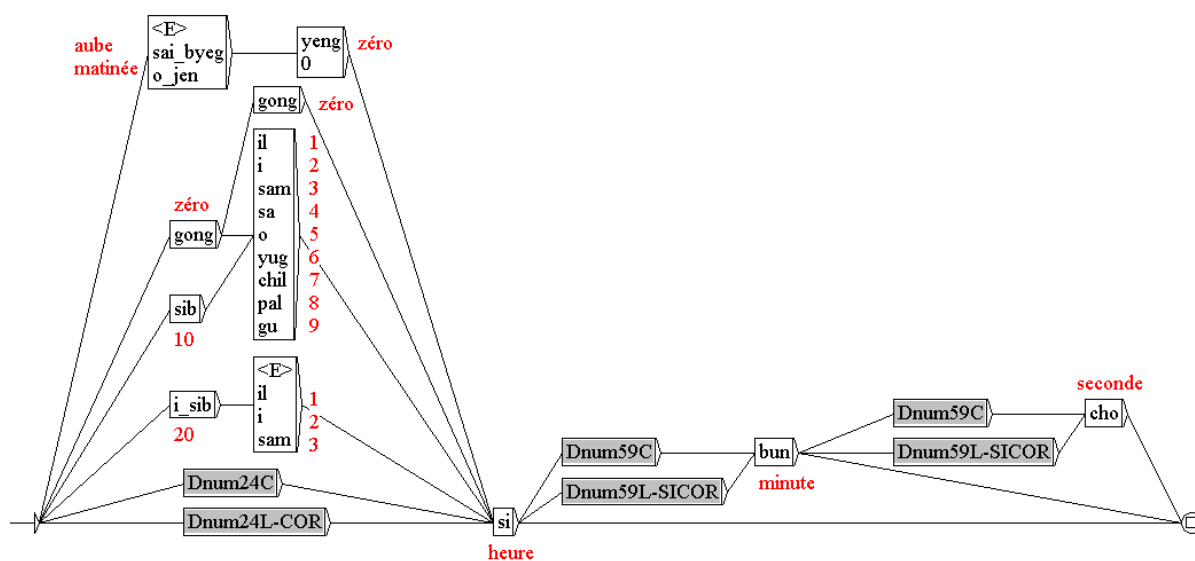 aube
matinée
<E>
sai_byeg
o_jen
yeng
0
zéro
gong
zéro
il 1
i 2
sam 3
sa 4
o 5
yug 6
chil 7
pal 8
gu 9
zéro
gong
sib
10
<E>
il 1
i 2
sam 3
i_sib
20
Dnum24C
Dnum24L-COR
si
heure
Dnum59C
Dnum59L-SICOR
bun
minute
Dnum59C
Dnum59L-SICOR
seconde
cho